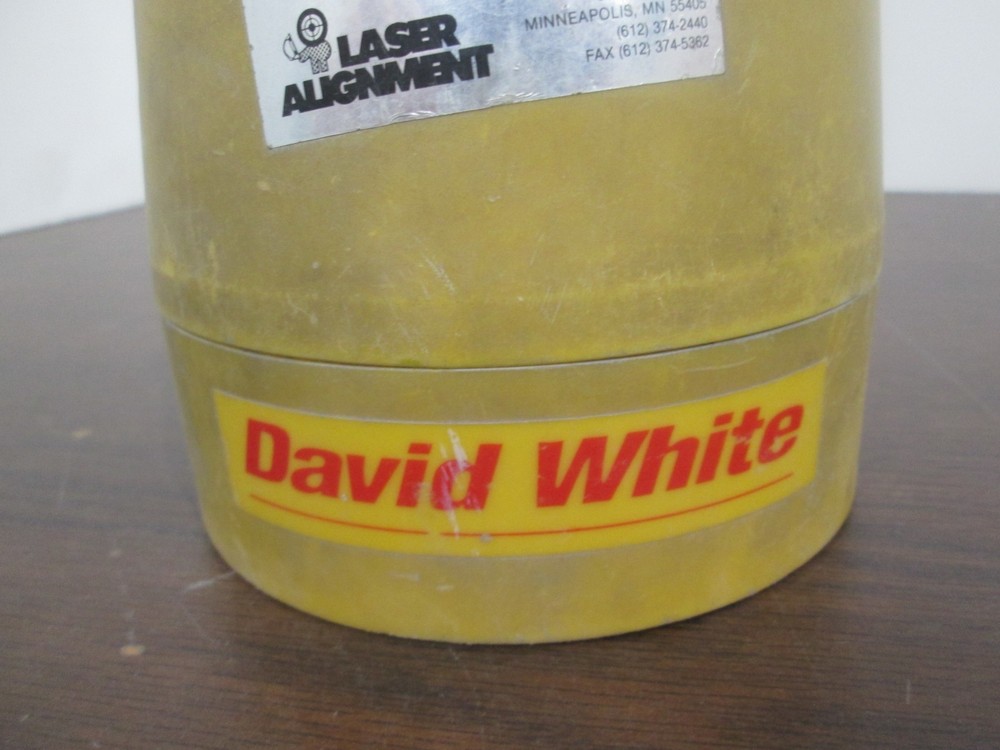 LASER
ALIGNMENT
MINNEAPOLIS, MN 55405
(612) 374-2440
FAX (612) 374-5362
David White